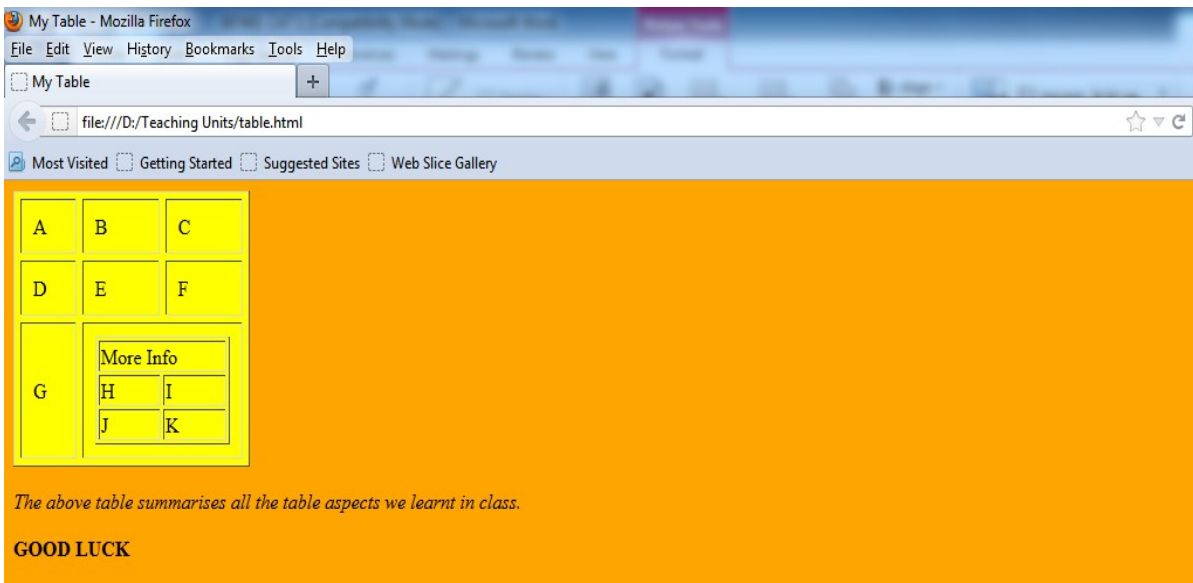 My Table - Mozilla Firefox
File Edit View History Bookmarks Tools Help
My Table +
file:///D:/Teaching Units/table.html
Most Visited Getting Started Suggested Sites Web Slice Gallery
A B C
D E F
More Info
G H I
J K
The above table summarises all the table aspects we learnt in class.
GOOD LUCK